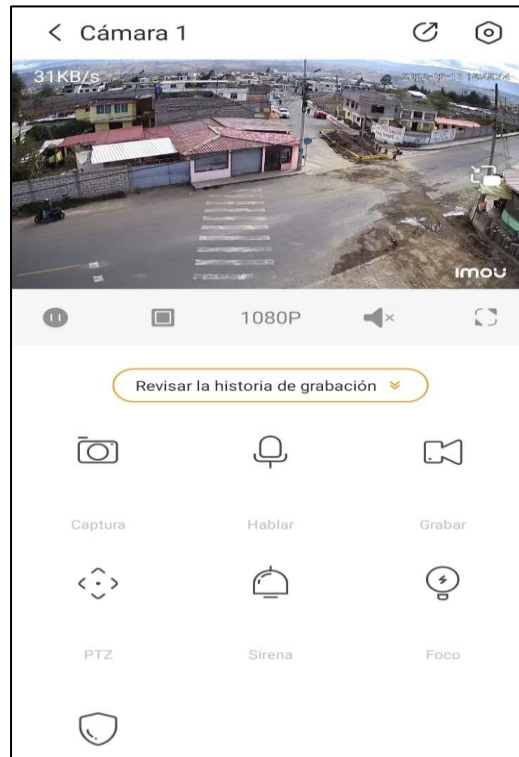 Cámara 1
31KB/s
imou
1080P
Revisar la historia de grabación
Captura
Hablar
Grabar
PTZ
Sirena
Foco